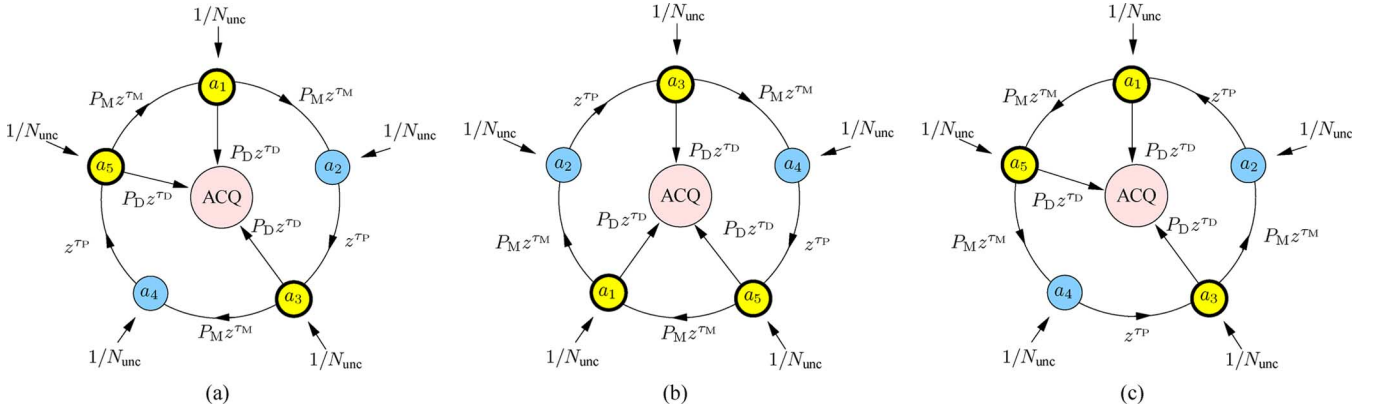 1/N_unc 1/N_unc 1/N_unc
a_1 a_3 a_1
P_M z^{τ_M} P_M z^{τ_M} z^{τ_P} P_M z^{τ_M} P_M z^{τ_M} z^{τ_P}
1/N_unc 1/N_unc 1/N_unc 1/N_unc 1/N_unc 1/N_unc
P_D z^{τ_D} P_D z^{τ_D} P_D z^{τ_D}
a_5 a_2 a_2 a_4 a_5 a_2
P_D z^{τ_D} ACQ ACQ P_D z^{τ_D} ACQ
P_D z^{τ_D} P_D z^{τ_D} P_D z^{τ_D} P_D z^{τ_D}
z^{τ_P} z^{τ_P} P_M z^{τ_M} z^{τ_P} P_M z^{τ_M} P_M z^{τ_M}
a_4 a_3 a_1 a_5 a_4 a_3
P_M z^{τ_M} P_M z^{τ_M} z^{τ_P}
1/N_unc 1/N_unc 1/N_unc 1/N_unc 1/N_unc 1/N_unc
(a) (b) (c)